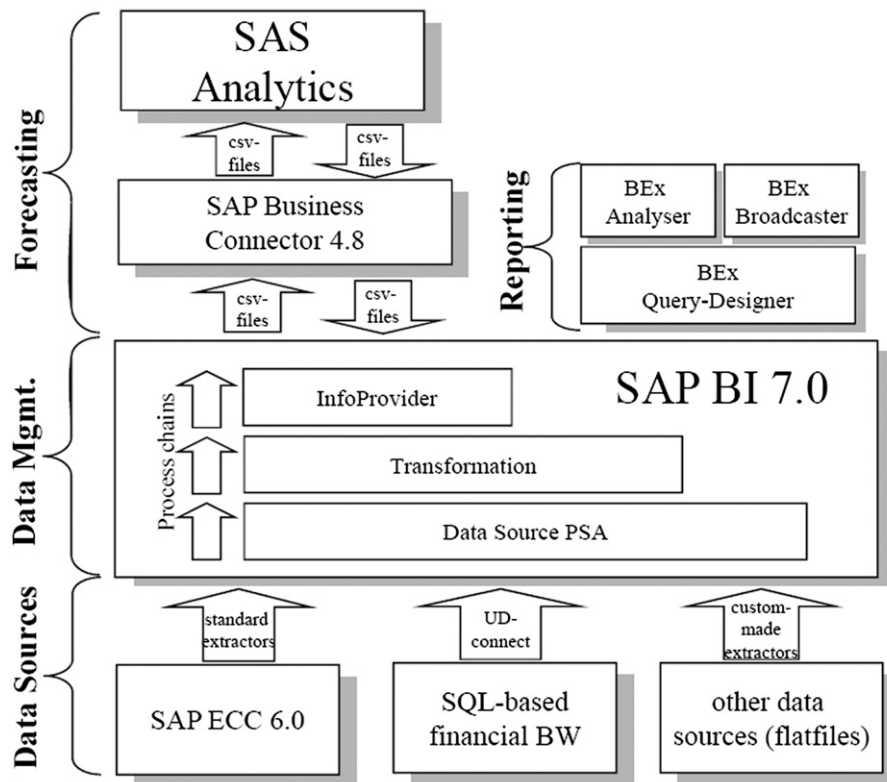 SAS
Analytics
csv-
files
csv-
files
SAP Business
Connector 4.8
csv-
files
csv-
files
Forecasting
Reporting
BEx
Analyser
BEx
Broadcaster
BEx
Query-Designer
Data Mgmt.
SAP BI 7.0
Process chains
InfoProvider
Transformation
Data Source PSA
Data Sources
standard
extractors
UD-
connect
custom-
made
extractors
SAP ECC 6.0
SQL-based
financial BW
other data
sources (flatfiles)